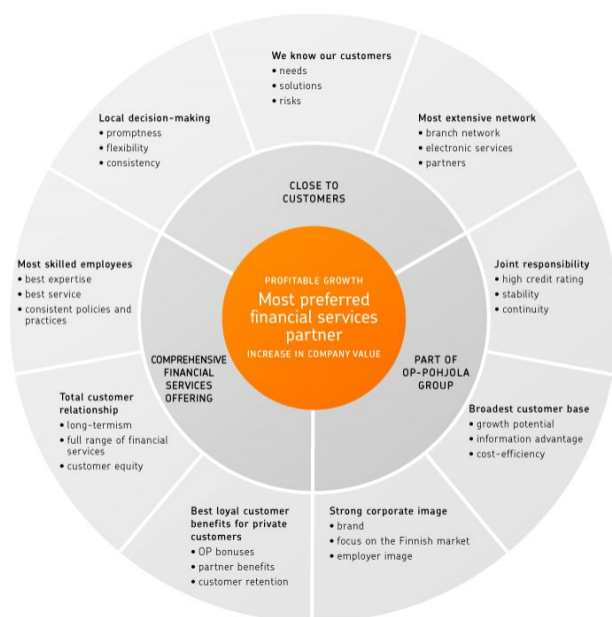 We know our customers
• needs
• solutions
• risks
Local decision-making
• promptness
• flexibility
• consistency
Most extensive network
• branch network
• electronic services
• partners
CLOSE TO
CUSTOMERS
Most skilled employees
• best expertise
• best service
• consistent policies and
practices
PROFITABLE GROWTH
Most preferred
financial services
partner
INCREASE IN COMPANY VALUE
Joint responsibility
• high credit rating
• stability
• continuity
COMPREHENSIVE
FINANCIAL
SERVICES
OFFERING
PART OF
OP-POHJOLA
GROUP
Total customer
relationship
• long-termism
• full range of financial
services
• customer equity
Broadest customer base
• growth potential
• information advantage
• cost-efficiency
Best loyal customer
benefits for private
customers
• OP bonuses
• partner benefits
• customer retention
Strong corporate image
• brand
• focus on the Finnish market
• employer image